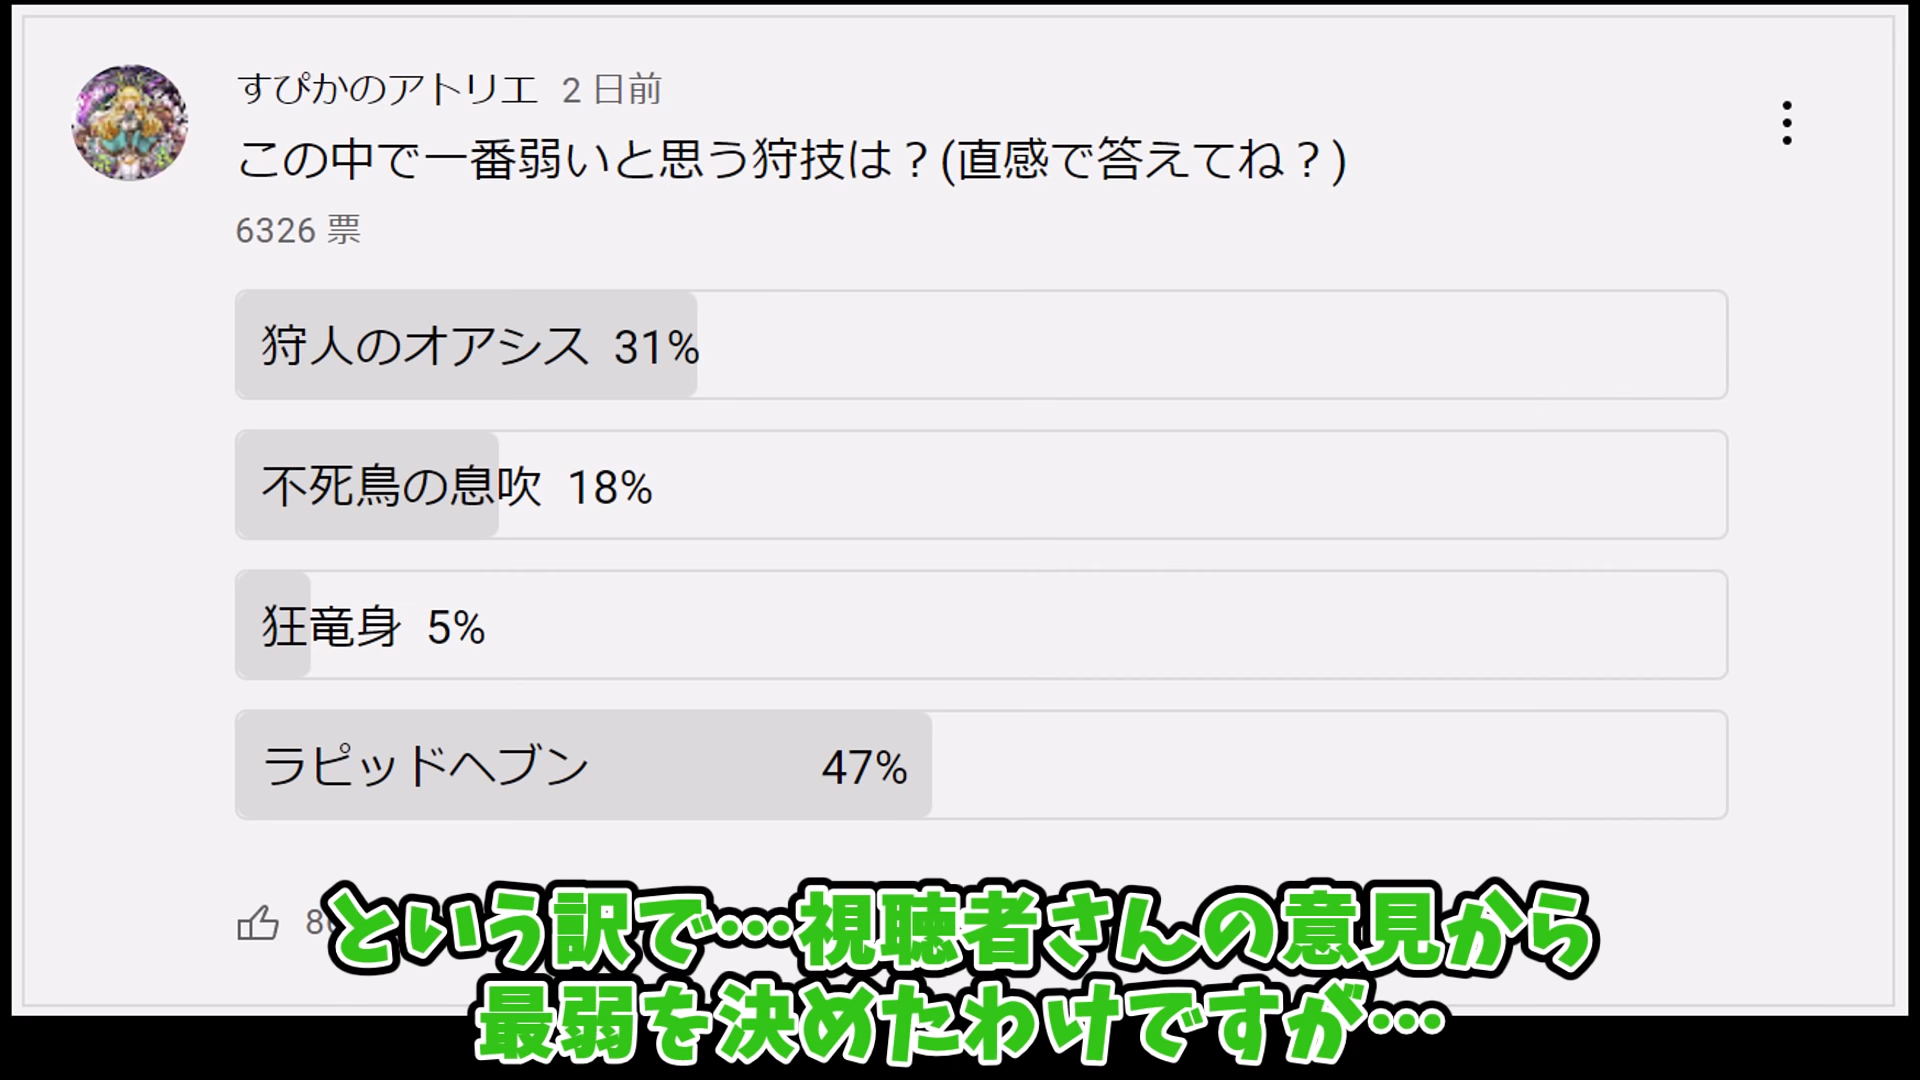 すぴかのアトリエ 2 日前
この中で一番弱いと思う狩技は？(直感で答えてね？)
6326 票
狩人のオアシス 31%
不死鳥の息吹 18%
狂竜身 5%
ラピッドヘブン 47%
という訳で…視聴者さんの意見から
最弱を決めたわけですが…